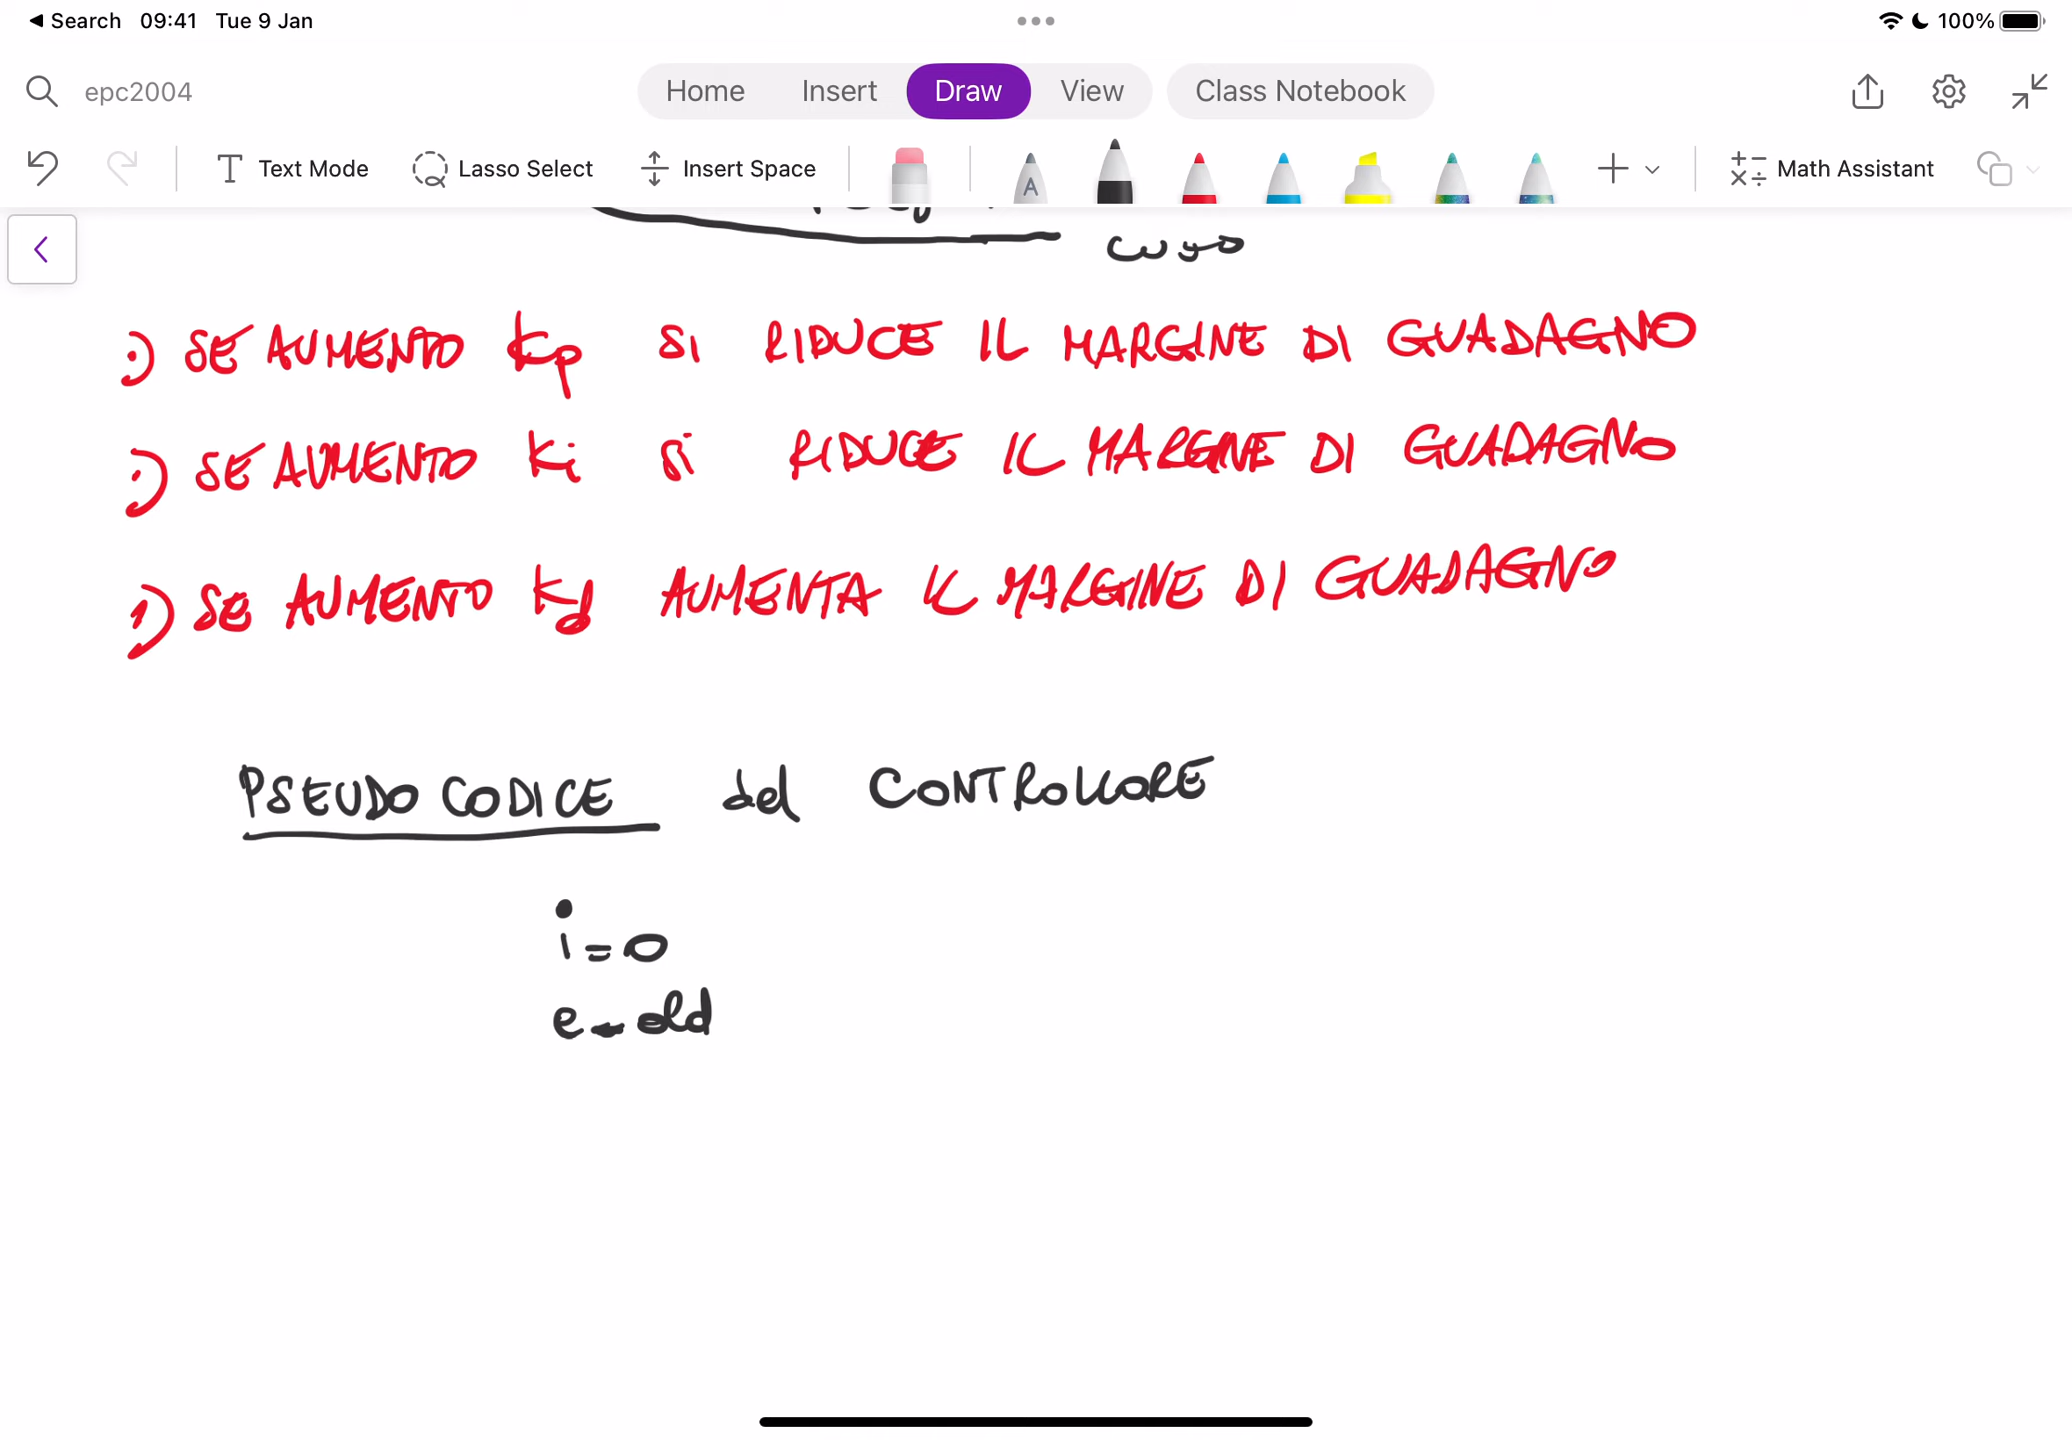 Search 09:41 Tue 9 Jan 100%
epc2004 Home Insert Draw View Class Notebook
Text Mode Lasso Select Insert Space A Math Assistant
SE AUMENTO Kp SI RIDUCE IL MARGINE DI GUADAGNO
SE AUMENTO Ki SI RIDUCE IL MARGINE DI GUADAGNO
SE AUMENTO Kd AUMENTA IL MARGINE DI GUADAGNO
PSEUDO CODICE del CONTROLLORE
i=0
e_old